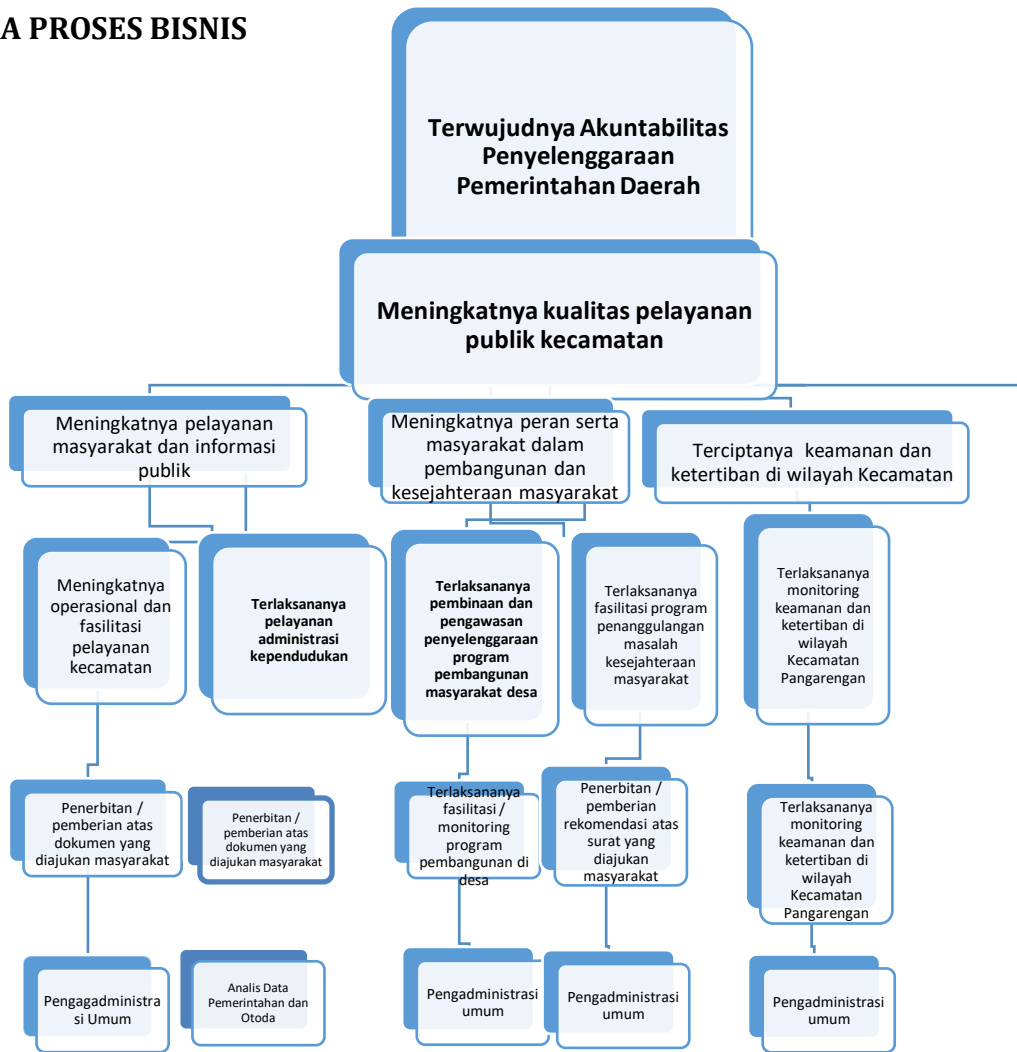 A PROSES BISNIS
Terwujudnya Akuntabilitas
Penyelenggaraan
Pemerintahan Daerah
Meningkatnya kualitas pelayanan
publik kecamatan
Meningkatnya pelayanan
masyarakat dan informasi
publik
Meningkatnya peran serta
masyarakat dalam
pembangunan dan
kesejahteraan masyarakat
Terciptanya keamanan dan
ketertiban di wilayah Kecamatan
Meningkatnya
operasional dan
fasilitasi
pelayanan
kecamatan
Terlaksananya
pelayanan
administrasi
kependudukan
Terlaksananya
pembinaan dan
pengawasan
penyelenggaraan
program
pembangunan
masyarakat desa
Terlaksananya
fasilitasi program
penanggulangan
masalah
kesejahteraan
masyarakat
Terlaksananya
monitoring
keamanan dan
ketertiban di
wilayah
Kecamatan
Pangarengan
Penerbitan /
pemberian atas
dokumen yang
diajukan masyarakat
Penerbitan /
pemberian atas
dokumen yang
diajukan masyarakat
Terlaksananya
fasilitasi /
monitoring
program
pembangunan di
desa
Penerbitan /
pemberian
rekomendasi atas
surat yang
diajukan
masyarakat
Terlaksananya
monitoring
keamanan dan
ketertiban di
wilayah
Kecamatan
Pangarengan
Pengagadministra
si Umum
Analis Data
Pemerintahan dan
Otoda
Pengadministrasi
umum
Pengadministrasi
umum
Pengadministrasi
umum